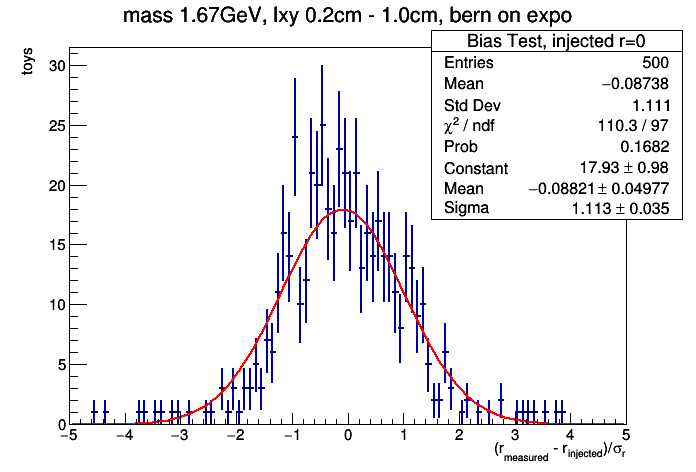 mass 1.67GeV, lxy 0.2cm - 1.0cm, bern on expo
Bias Test, injected r=0
Entries 500
Mean −0.08738
Std Dev 1.111
χ² / ndf 110.3 / 97
Prob 0.1682
Constant 17.93 ± 0.98
Mean −0.08821 ± 0.04977
Sigma 1.113 ± 0.035
toys
30
25
20
15
10
5
0
−5 −4 −3 −2 −1 0 1 2 3 4 5
(r_measured - r_injected)/σ_r